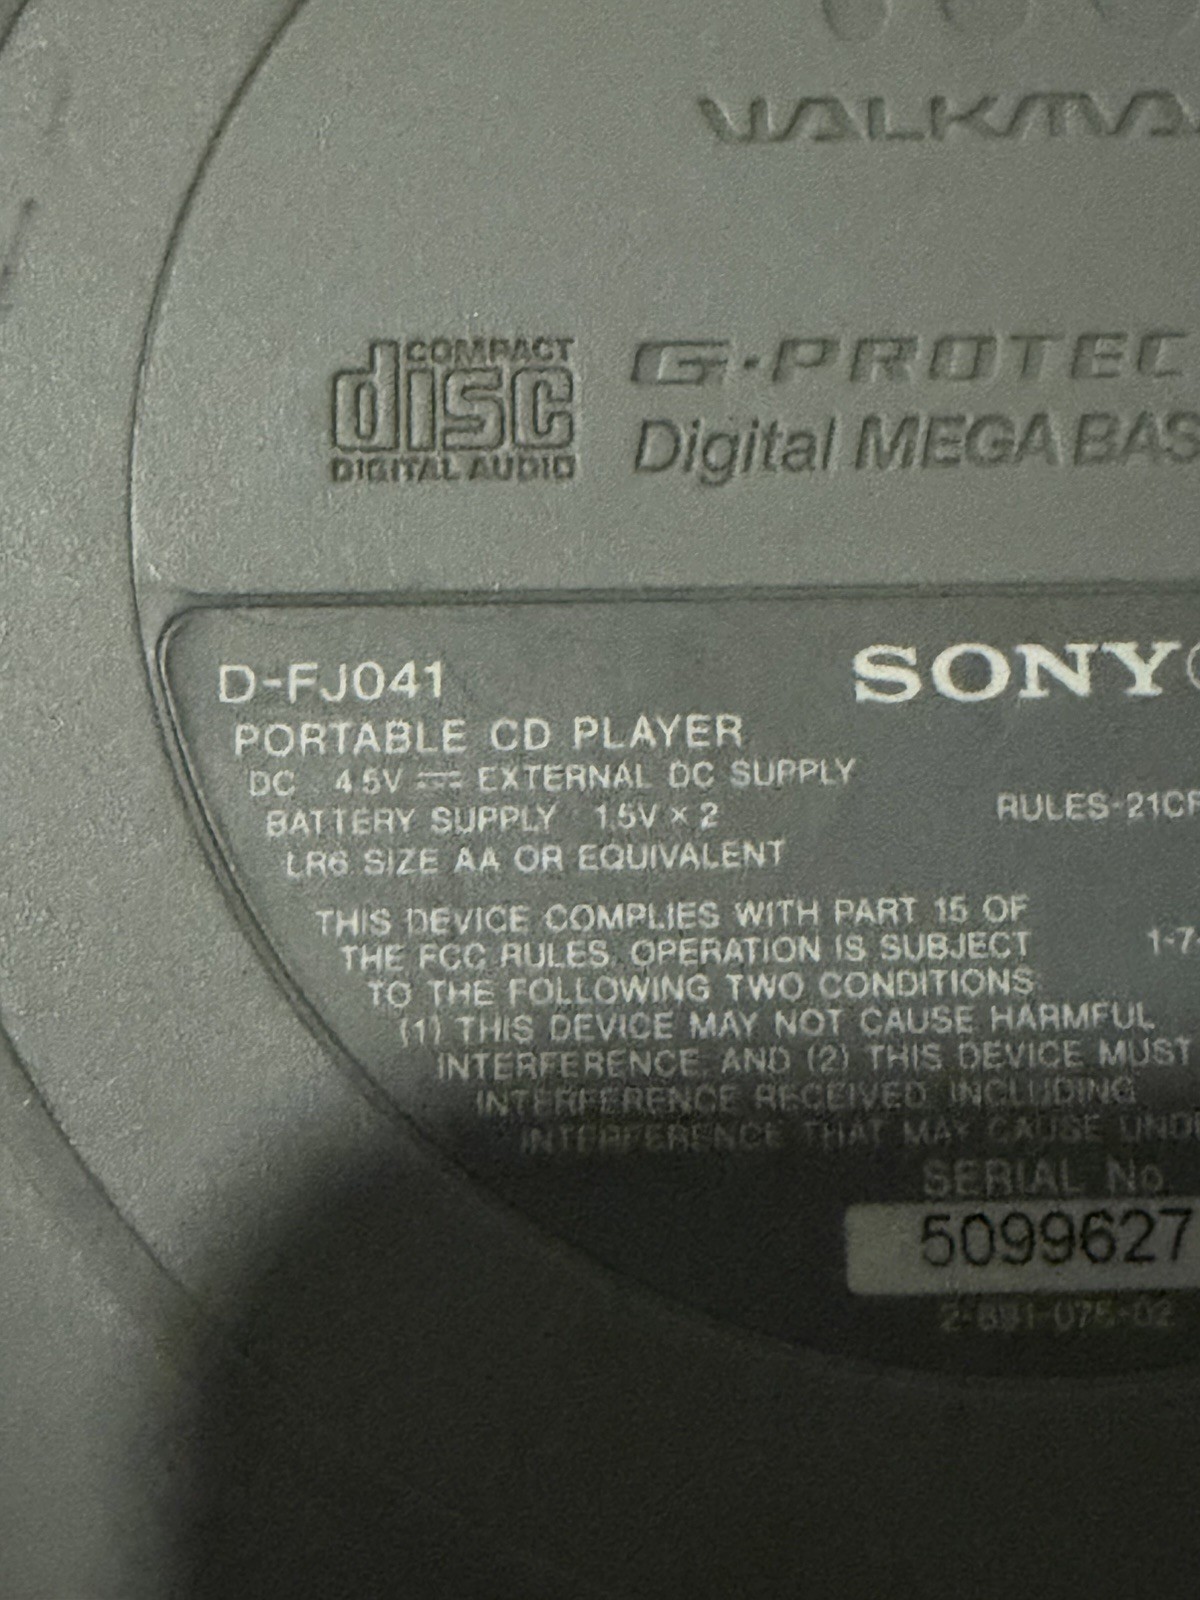 WALKMA
COMPACT
disc
DIGITAL AUDIO
G-PROTEC
Digital MEGA BAS
D-FJ041
SONY
PORTABLE CD PLAYER
DC 4.5V ⎓ EXTERNAL DC SUPPLY
RULES-21CF
BATTERY SUPPLY 1.5V × 2
LR6 SIZE AA OR EQUIVALENT
THIS DEVICE COMPLIES WITH PART 15 OF
THE FCC RULES. OPERATION IS SUBJECT
1-7-
TO THE FOLLOWING TWO CONDITIONS:
(1) THIS DEVICE MAY NOT CAUSE HARMFUL
INTERFERENCE, AND (2) THIS DEVICE MUST
INTERFERENCE RECEIVED, INCLUDING
INTERFERENCE THAT MAY CAUSE UND
SERIAL No.
5099627